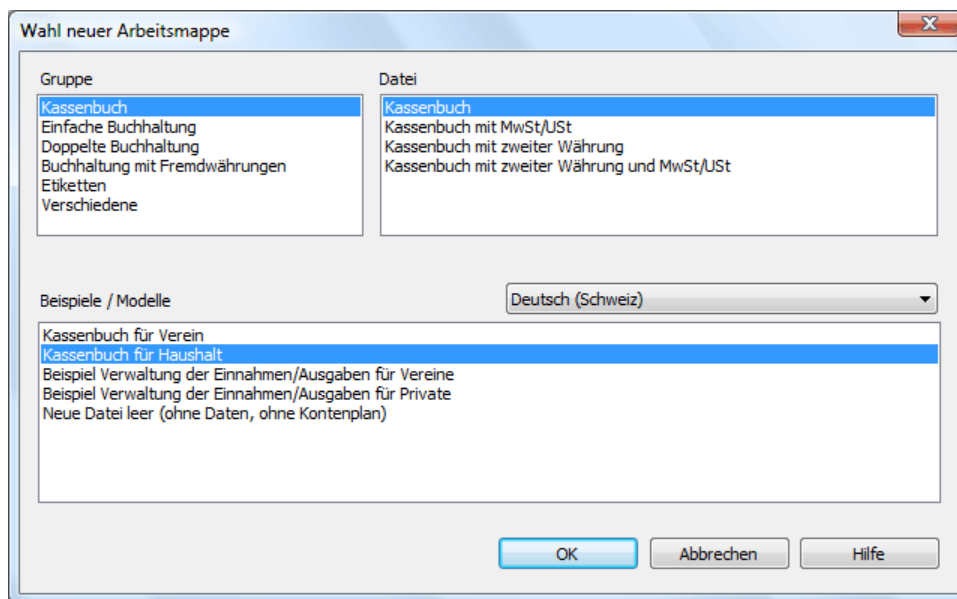 Wahl neuer Arbeitsmappe
Gruppe
Datei
Kassenbuch
Einfache Buchhaltung
Doppelte Buchhaltung
Buchhaltung mit Fremdwährungen
Etiketten
Verschiedene
Kassenbuch
Kassenbuch mit MwSt/USt
Kassenbuch mit zweiter Währung
Kassenbuch mit zweiter Währung und MwSt/USt
Beispiele / Modelle
Deutsch (Schweiz)
Kassenbuch für Verein
Kassenbuch für Haushalt
Beispiel Verwaltung der Einnahmen/Ausgaben für Vereine
Beispiel Verwaltung der Einnahmen/Ausgaben für Private
Neue Datei leer (ohne Daten, ohne Kontenplan)
OK
Abbrechen
Hilfe